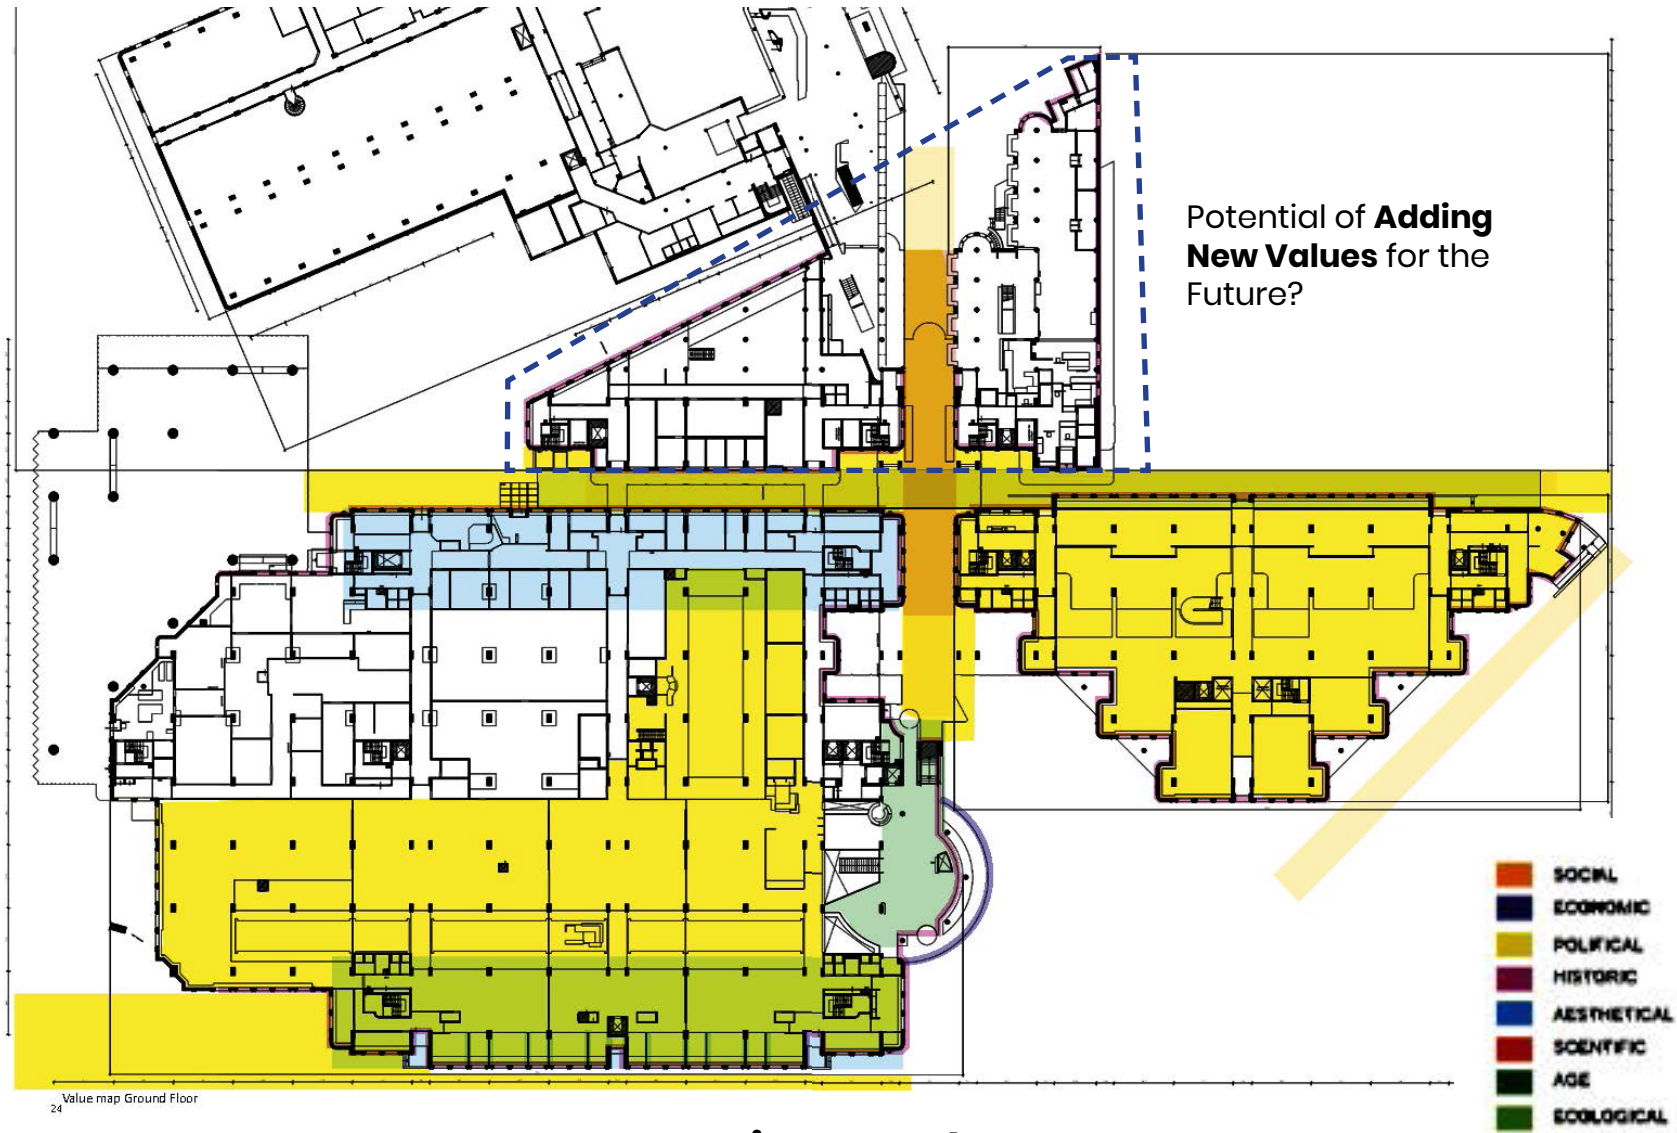 Potential of Adding
New Values for the
Future?
SOCIAL
ECONOMIC
POLITICAL
HISTORIC
AESTHETICAL
SCIENTIFIC
AGE
ECOLOGICAL
24 Value map Ground Floor